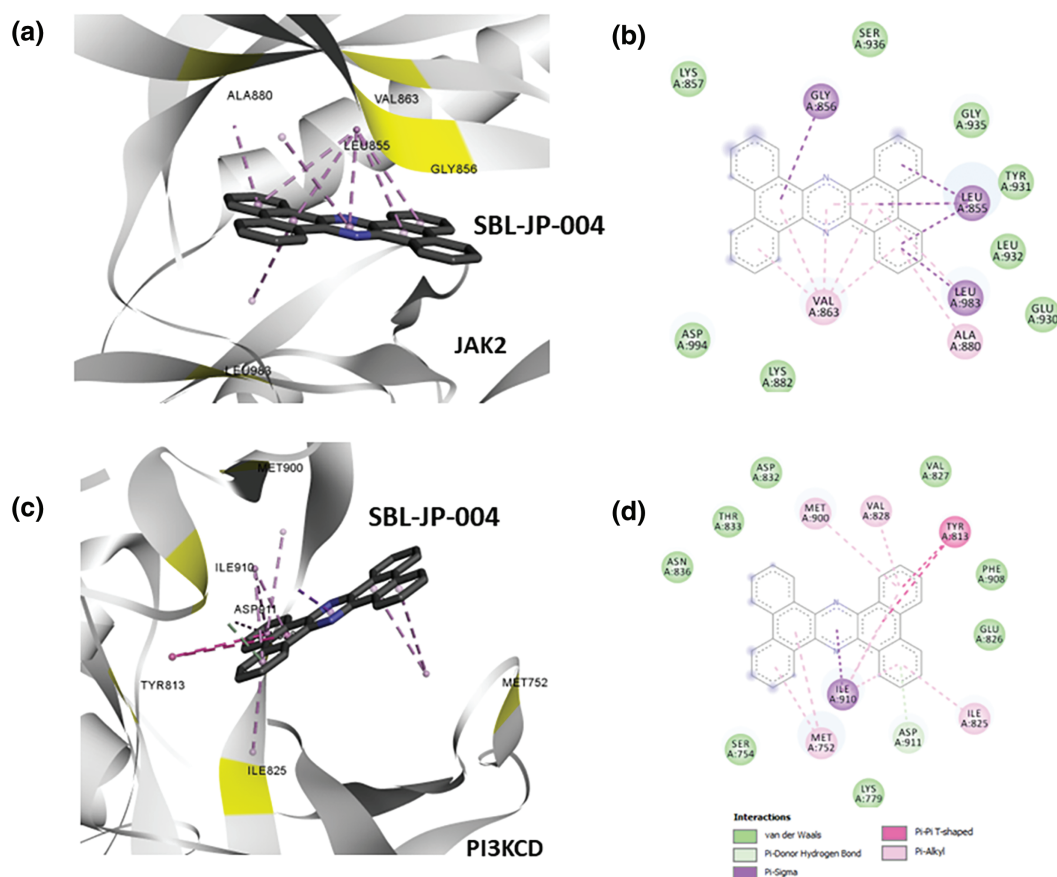 (a)
ALA880
VAL863
LEU855
GLY856
SBL-JP-004
JAK2
LEU983
(b)
SER
A:936
LYS
A:857
GLY
A:856
GLY
A:935
TYR
A:931
LEU
A:855
LEU
A:932
LEU
A:983
GLU
A:930
VAL
A:863
ALA
A:880
ASP
A:994
LYS
A:882
N
N
(c)
MET900
SBL-JP-004
ILE910
ASP911
TYR813
MET752
ILE825
PI3KCD
(d)
ASP
A:832
VAL
A:827
MET
A:900
VAL
A:828
THR
A:833
TYR
A:813
ASN
A:836
PHE
A:908
GLU
A:826
N
N
ILE
A:910
MET
A:752
ILE
A:825
ASP
A:911
SER
A:754
LYS
A:779
Interactions
van der Waals
Pi-Donor Hydrogen Bond
Pi-Sigma
Pi-Pi T-shaped
Pi-Alkyl